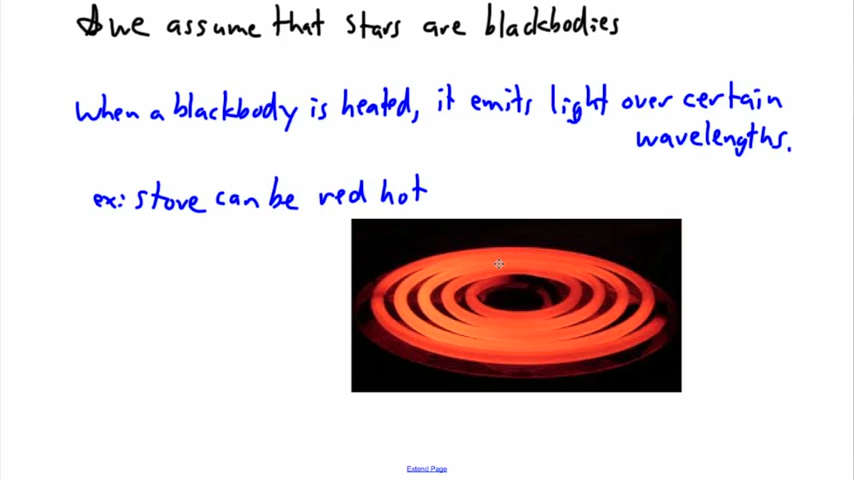 & we assume that stars are blackbodies
When a blackbody is heated, it emits light over certain
wavelengths.
ex: stove can be red hot
Extend Page